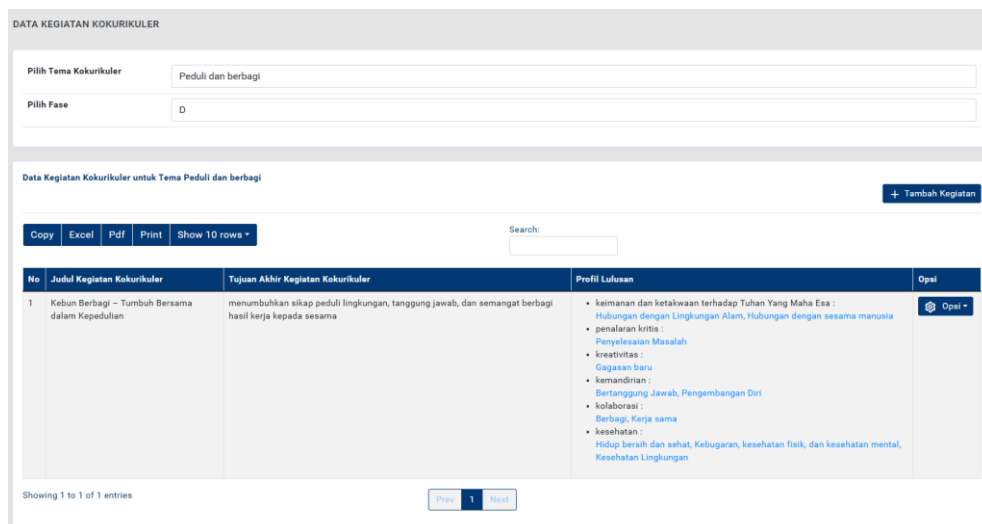 DATA KEGIATAN KOKURIKULER
Pilih Tema Kokurikuler
Peduli dan berbagi
Pilih Fase
D
Data Kegiatan Kokurikuler untuk Tema Peduli dan berbagi
+ Tambah Kegiatan
Copy Excel Pdf Print Show 10 rows
Search:
No Judul Kegiatan Kokurikuler Tujuan Akhir Kegiatan Kokurikuler Profil Lulusan Opsi
1
Kebun Berbagi – Tumbuh Bersama
dalam Kepedulian
menumbuhkan sikap peduli lingkungan, tanggung jawab, dan semangat berbagi
hasil kerja kepada sesama
• keimanan dan ketakwaan terhadap Tuhan Yang Maha Esa :
Hubungan dengan Lingkungan Alam, Hubungan dengan sesama manusia
• penalaran kritis :
Penyelesaian Masalah
• kreativitas :
Gagasan baru
• kemandirian :
Bertanggung Jawab, Pengembangan Diri
• kolaborasi :
Berbagi, Kerja sama
• kesehatan :
Hidup bersih dan sehat, Kebugaran, kesehatan fisik, dan kesehatan mental,
Kesehatan Lingkungan
Opsi
Showing 1 to 1 of 1 entries
Prev 1 Next